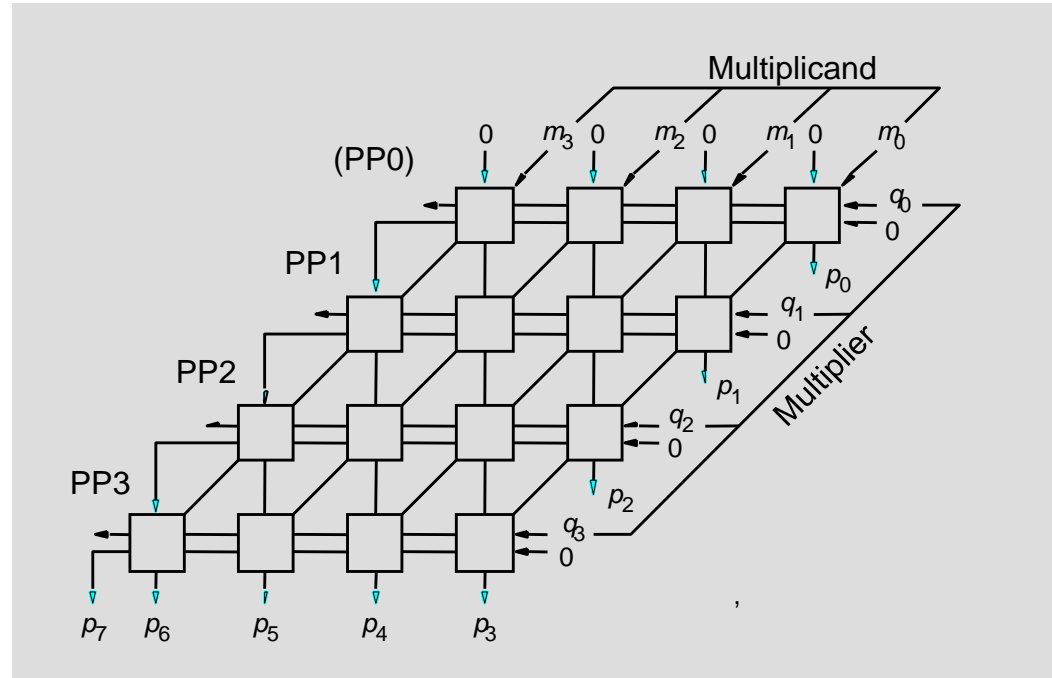 Multiplicand
0 m3 0 m2 0 m1 0 m0
(PP0)
q0
0
PP1
p0
q1
0
PP2
p1
Multiplier
q2
0
PP3
p2
q3
0
,
p7 p6 p5 p4 p3